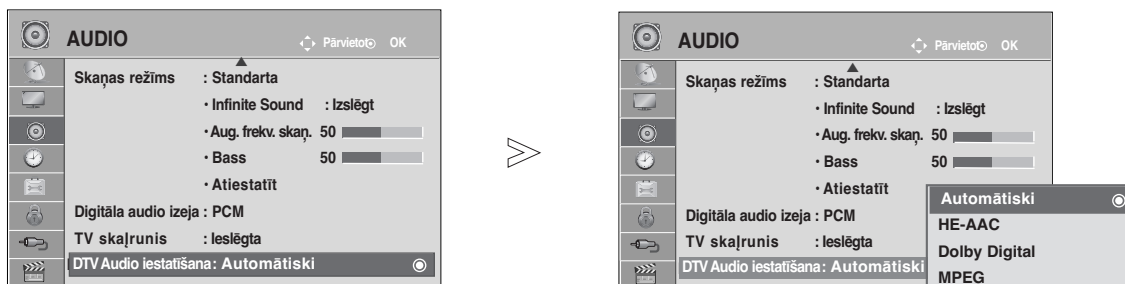 AUDIO Pārvietot OK
Skaņas režīms : Standarta
• Infinite Sound : Izslēgt
• Aug. frekv. skaņ. 50
• Bass 50
• Atiestatīt
Digitāla audio izeja : PCM
TV skaļrunis : Ieslēgta
DTV Audio iestatīšana : Automātiski
AUDIO Pārvietot OK
Skaņas režīms : Standarta
• Infinite Sound : Izslēgt
• Aug. frekv. skaņ. 50
• Bass 50
• Atiestatīt
Digitāla audio izeja : PCM
TV skaļrunis : Ieslēgta
DTV Audio iestatīšana : Automātiski
Automātiski
HE-AAC
Dolby Digital
MPEG